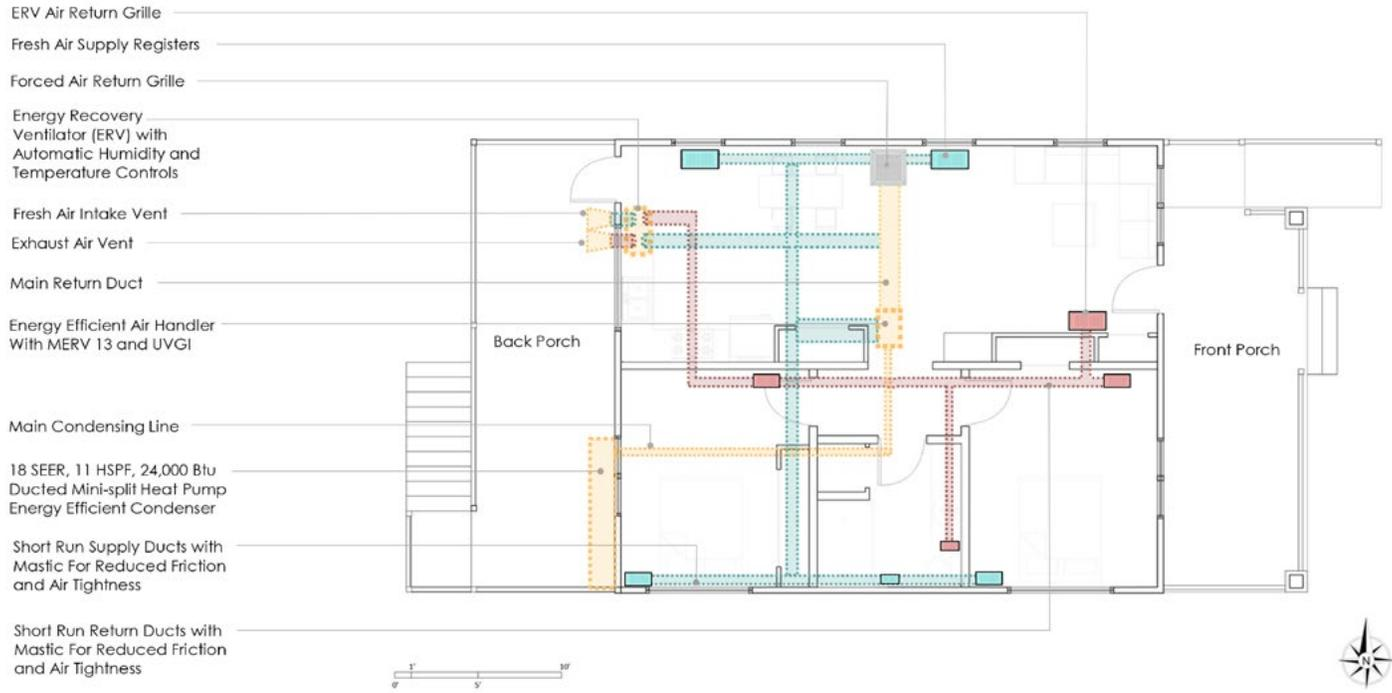 ERV Air Return Grille
Fresh Air Supply Registers
Forced Air Return Grille
Energy Recovery
Ventilator (ERV) with
Automatic Humidity and
Temperature Controls
Fresh Air Intake Vent
Exhaust Air Vent
Main Return Duct
Energy Efficient Air Handler
With MERV 13 and UVGI
Back Porch
Front Porch
Main Condensing Line
18 SEER, 11 HSPF, 24,000 Btu
Ducted Mini-split Heat Pump
Energy Efficient Condenser
Short Run Supply Ducts with
Mastic For Reduced Friction
and Air Tightness
Short Run Return Ducts with
Mastic For Reduced Friction
and Air Tightness
1' 10'
0' 5'
N